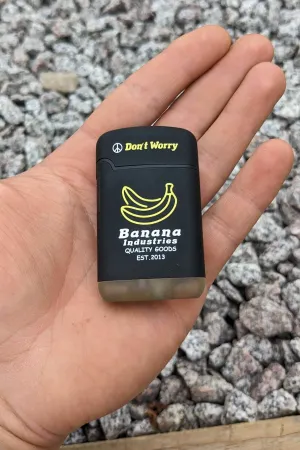 Don't Worry
Banana
Industries
QUALITY GOODS
EST.2013